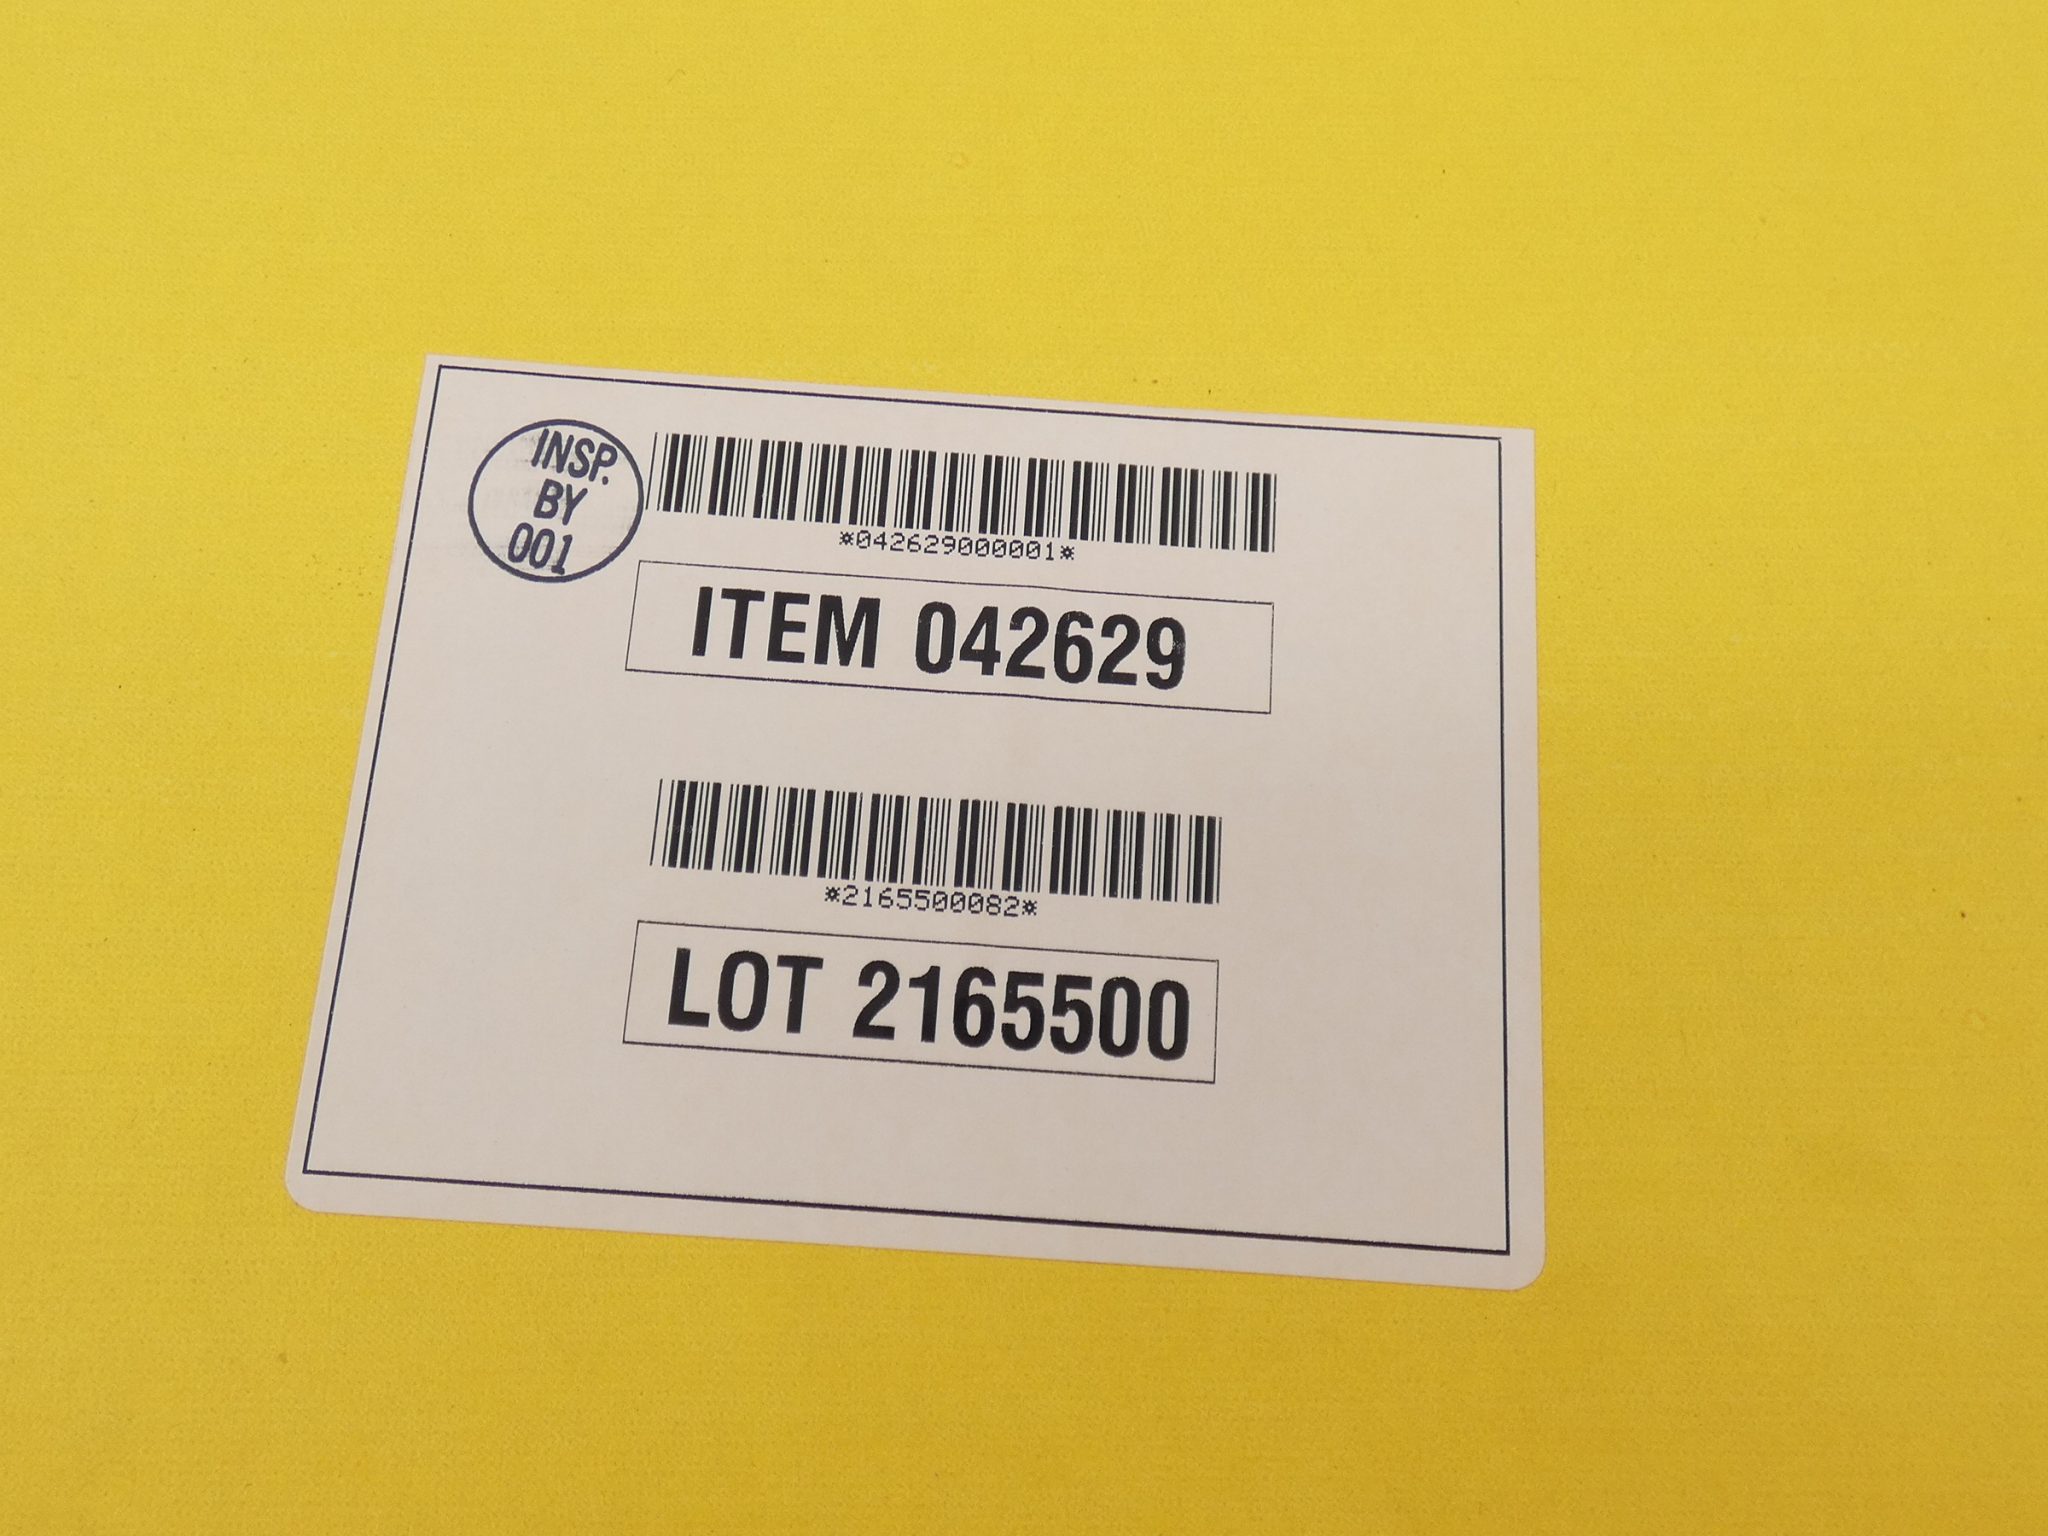 INSP.
BY
001
*042629000001*
ITEM 042629
*2165500082*
LOT 2165500